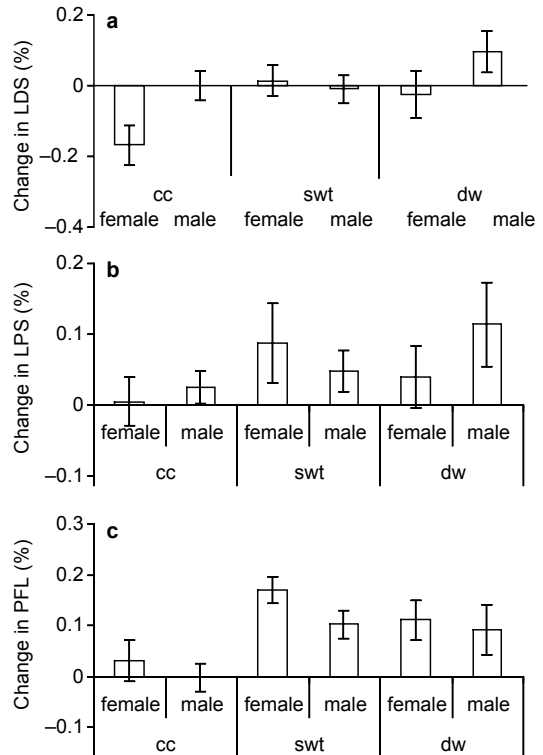 a
Change in LDS (%)
0.2
0
–0.2
–0.4
cc swt dw
female male female male female male
b
Change in LPS (%)
0.2
0.1
0
–0.1
female male female male female male
cc swt dw
c
Change in PFL (%)
0.3
0.2
0.1
0
–0.1
female male female male female male
cc swt dw